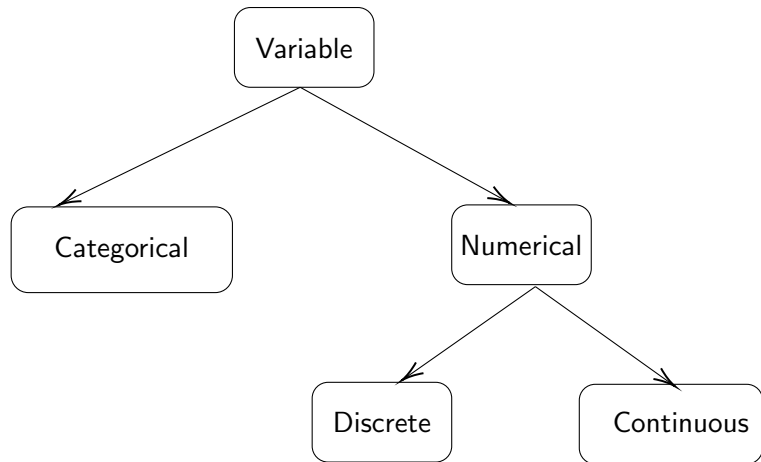 Variable
Categorical
Numerical
Discrete
Continuous